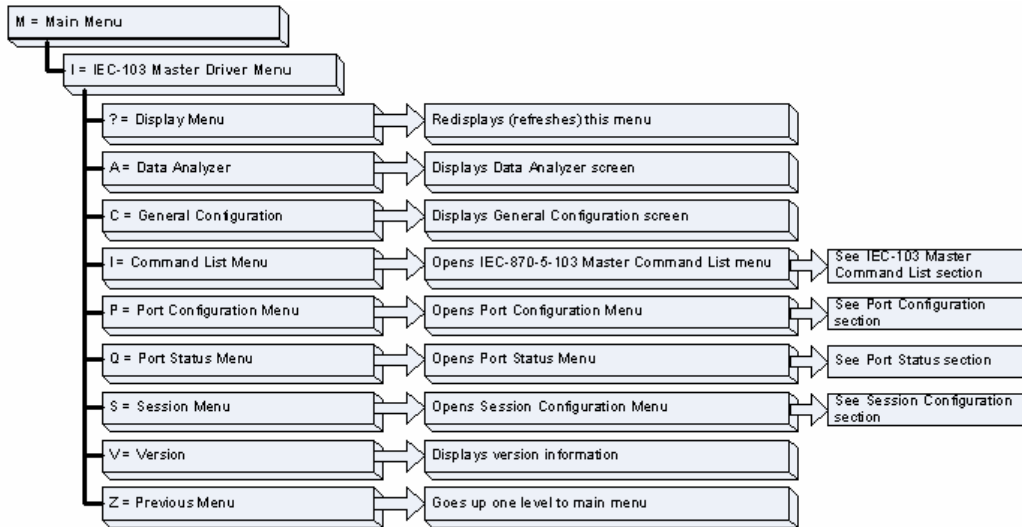 M = Main Menu
I = IEC-103 Master Driver Menu
? = Display Menu
Redisplays (refreshes) this menu
A = Data Analyzer
Displays Data Analyzer screen
C = General Configuration
Displays General Configuration screen
I = Command List Menu
Opens IEC-870-5-103 Master Command List menu
See IEC-103 Master
Command List section
P = Port Configuration Menu
Opens Port Configuration Menu
See Port Configuration
section
Q = Port Status Menu
Opens Port Status Menu
See Port Status section
S = Session Menu
Opens Session Configuration Menu
See Session Configuration
section
V = Version
Displays version information
Z = Previous Menu
Goes up one level to main menu